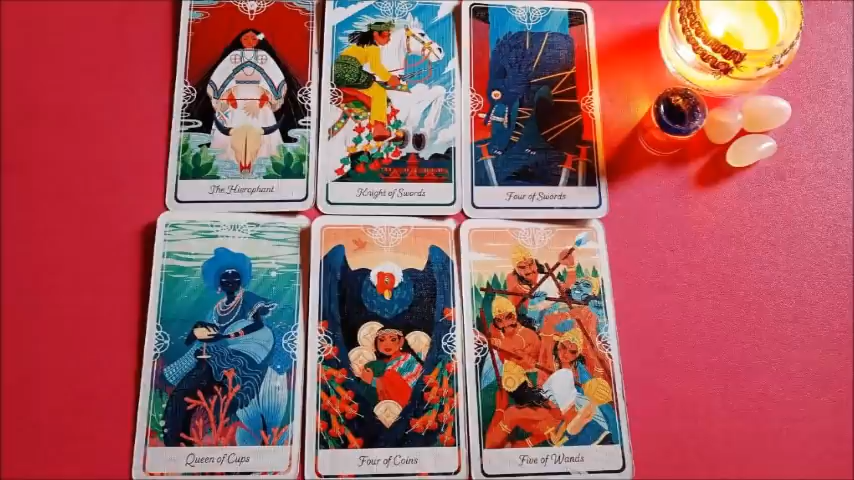 The Hierophant
Knight of Swords
Four of Swords
Queen of Cups
Four of Coins
Five of Wands